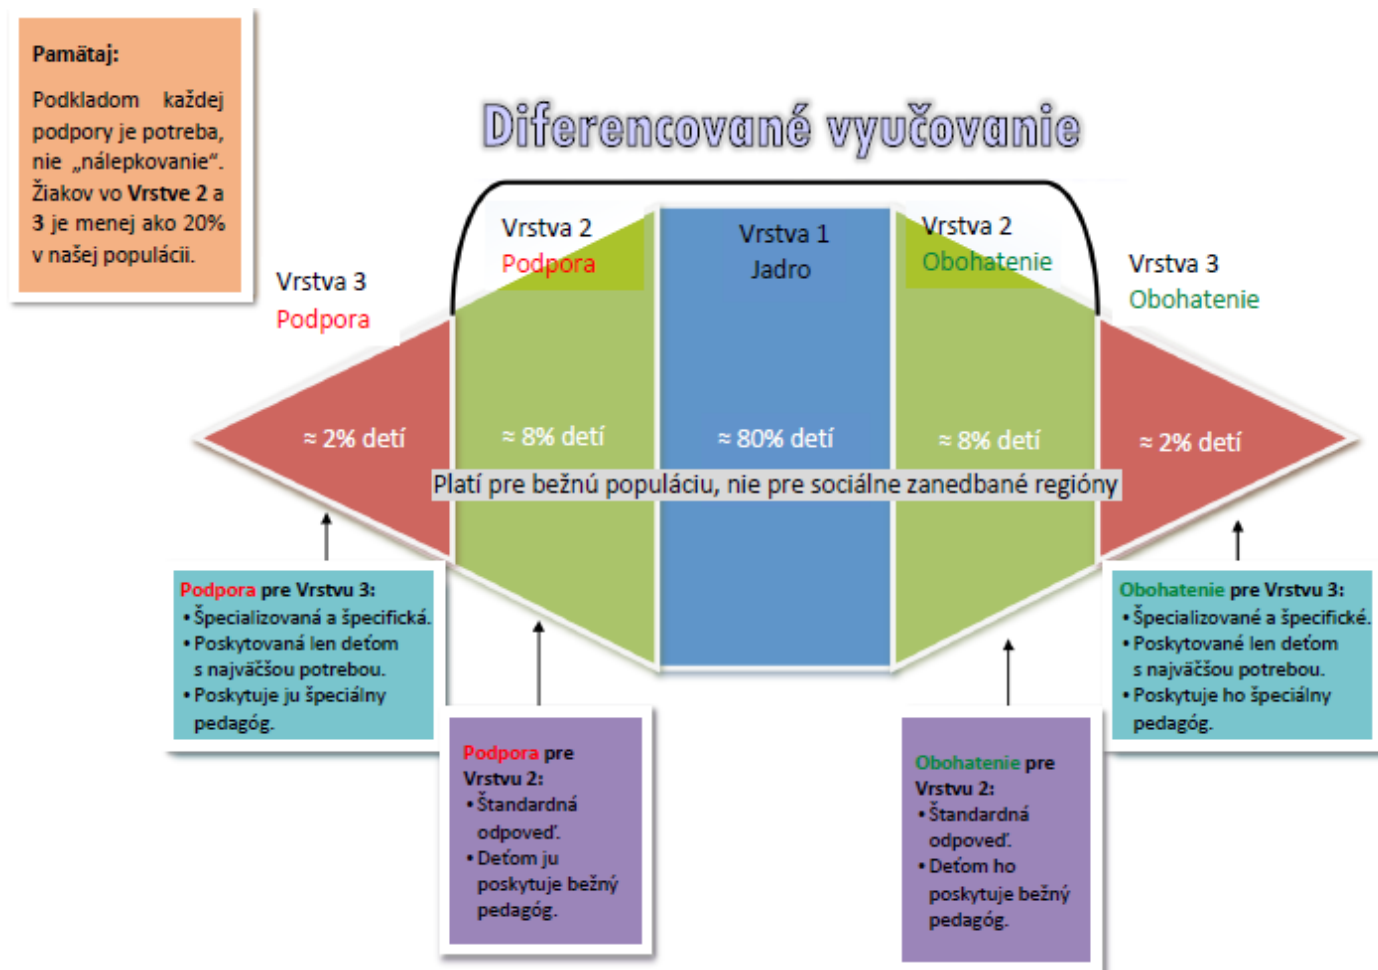 Pamätaj:
Podkladom každej
podpory je potreba,
nie „nálepkovanie“.
Žiakov vo Vrstve 2 a
3 je menej ako 20%
v našej populácii.
Diferencované vyučovanie
Vrstva 3
Podpora
Vrstva 2
Podpora
Vrstva 1
Jadro
Vrstva 2
Obohatenie
Vrstva 3
Obohatenie
≈ 2% detí
≈ 8% detí
≈ 80% detí
≈ 8% detí
≈ 2% detí
Platí pre bežnú populáciu, nie pre sociálne zanedbané regióny
Podpora pre Vrstvu 3:
• Špecializovaná a špecifická.
• Poskytovaná len deťom
s najväčšou potrebou.
• Poskytuje ju špeciálny
pedagóg.
Podpora pre
Vrstvu 2:
• Štandardná
odpoveď.
• Deťom ju
poskytuje bežný
pedagóg.
Obohatenie pre
Vrstvu 2:
• Štandardná
odpoveď.
• Deťom ho
poskytuje bežný
pedagóg.
Obohatenie pre Vrstvu 3:
• Špecializované a špecifické.
• Poskytované len deťom
s najväčšou potrebou.
• Poskytuje ho špeciálny
pedagóg.